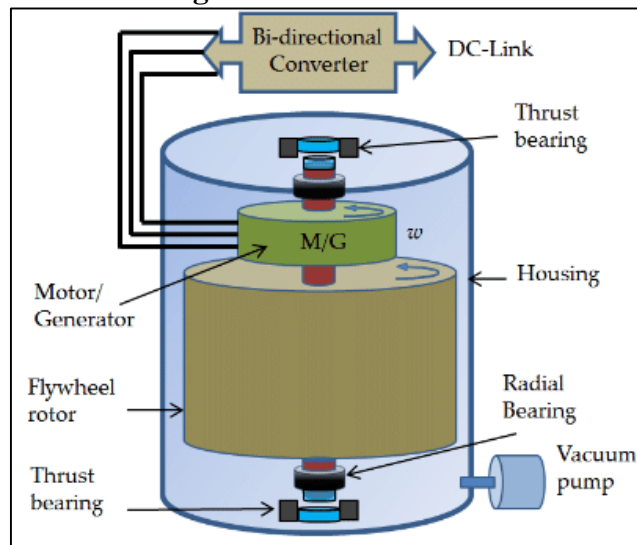 Bi-directional
Converter
DC-Link
Thrust
bearing
M/G
w
Motor/
Generator
Housing
Flywheel
rotor
Radial
Bearing
Thrust
bearing
Vacuum
pump